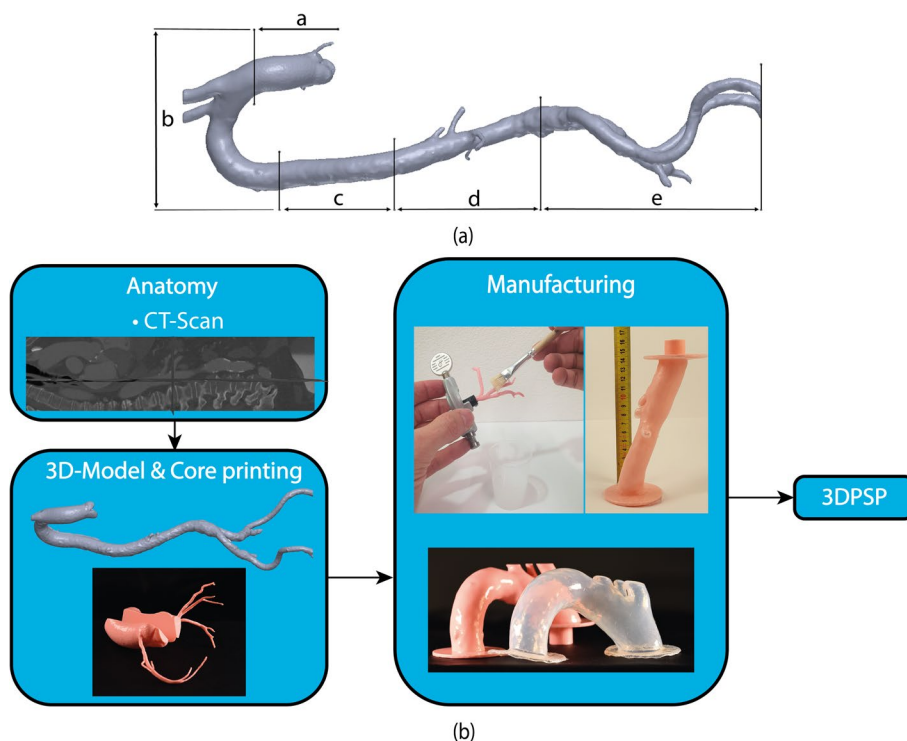 a
b
c
d
e
(a)
Anatomy
• CT-Scan
3D-Model & Core printing
Manufacturing
3DPSP
(b)